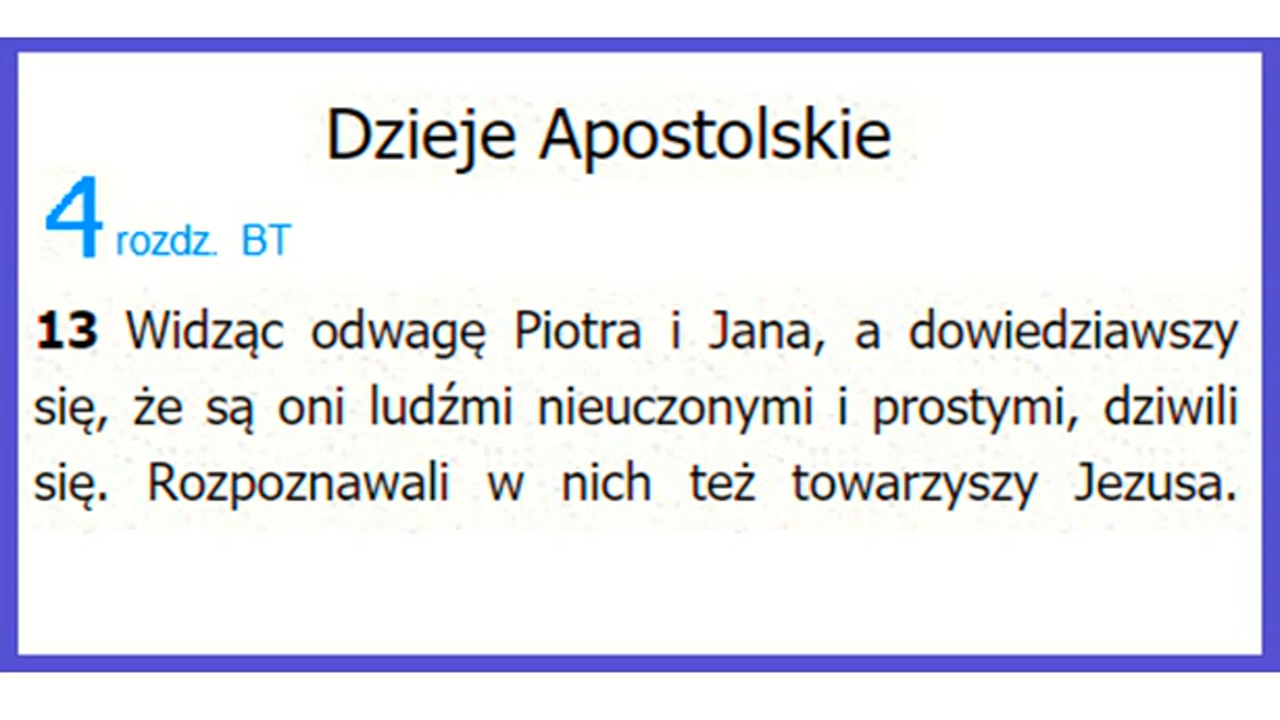 Dzieje Apostolskie
4 rozdz. BT
13 Widząc odwagę Piotra i Jana, a dowiedziawszy
się, że są oni ludźmi nieuczonymi i prostymi, dziwili
się. Rozpoznawali w nich też towarzyszy Jezusa.